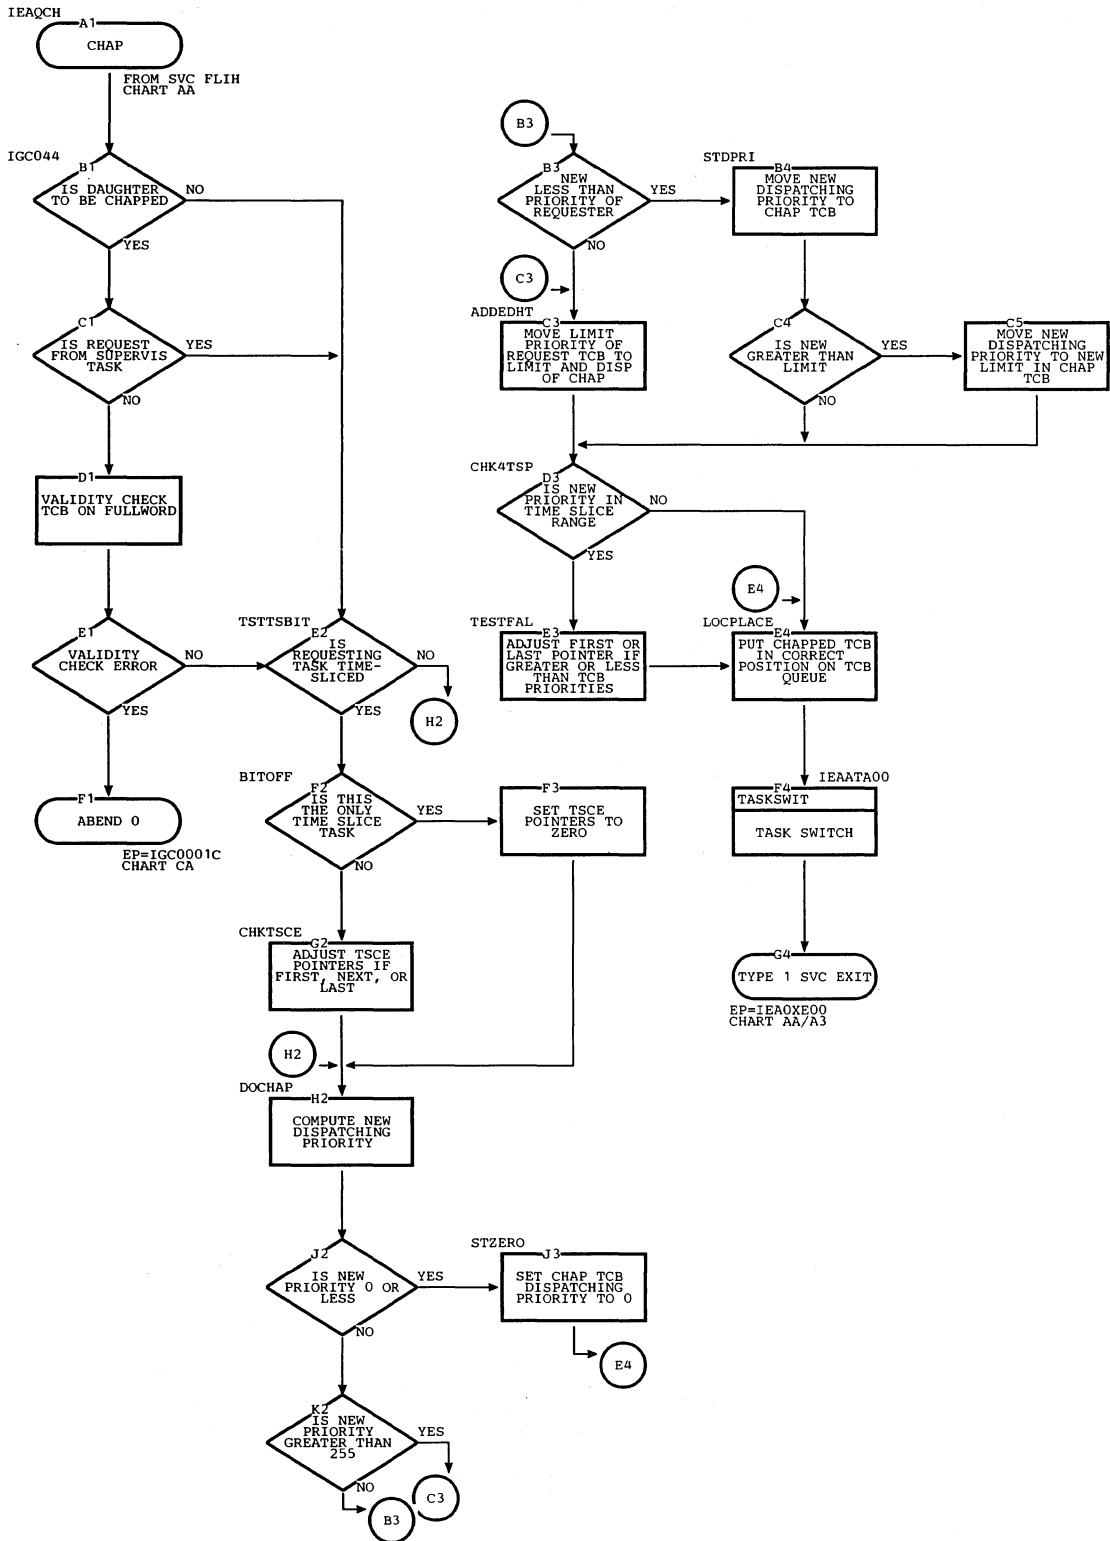 IEAQCH
A1
CHAP
FROM SVC FLIH
CHART AA
IGC044
B1
IS DAUGHTER
TO BE CHAPPED
NO
YES
C1
IS REQUEST
FROM SUPERVIS
TASK
YES
NO
D1
VALIDITY CHECK
TCB ON FULLWORD
E1
VALIDITY
CHECK ERROR
NO
YES
F1
ABEND 0
EP=IGC0001C
CHART CA
TSTTSBIT
E2
IS
REQUESTING
TASK TIME-
SLICED
NO
YES
H2
BITOFF
F2
IS THIS
THE ONLY
TIME SLICE
TASK
YES
NO
F3
SET TSCE
POINTERS TO
ZERO
CHKTSCE
G2
ADJUST TSCE
POINTERS IF
FIRST, NEXT, OR
LAST
H2
DOCHAP
H2
COMPUTE NEW
DISPATCHING
PRIORITY
J2
IS NEW
PRIORITY 0 OR
LESS
YES
NO
STZERO
J3
SET CHAP TCB
DISPATCHING
PRIORITY TO 0
E4
K2
IS NEW
PRIORITY
GREATER THAN
255
YES
NO
C3
B3
B3
B3
NEW
LESS THAN
PRIORITY OF
REQUESTER
YES
NO
STDPRI
B4
MOVE NEW
DISPATCHING
PRIORITY TO
CHAP TCB
C3
ADDEDHT
C3
MOVE LIMIT
PRIORITY OF
REQUEST TCB TO
LIMIT AND DISP
OF CHAP
C4
IS NEW
GREATER THAN
LIMIT
YES
NO
C5
MOVE NEW
DISPATCHING
PRIORITY TO NEW
LIMIT IN CHAP
TCB
CHK4TSP
D3
IS NEW
PRIORITY IN
TIME SLICE
RANGE
NO
YES
E4
TESTFAL
E3
ADJUST FIRST OR
LAST POINTER IF
GREATER OR LESS
THAN TCB
PRIORITIES
LOCPLACE
E4
PUT CHAPPED TCB
IN CORRECT
POSITION ON TCB
QUEUE
IEAATA00
F4
TASKSWIT
TASK SWITCH
G4
TYPE 1 SVC EXIT
EP=IEA0XE00
CHART AA/A3